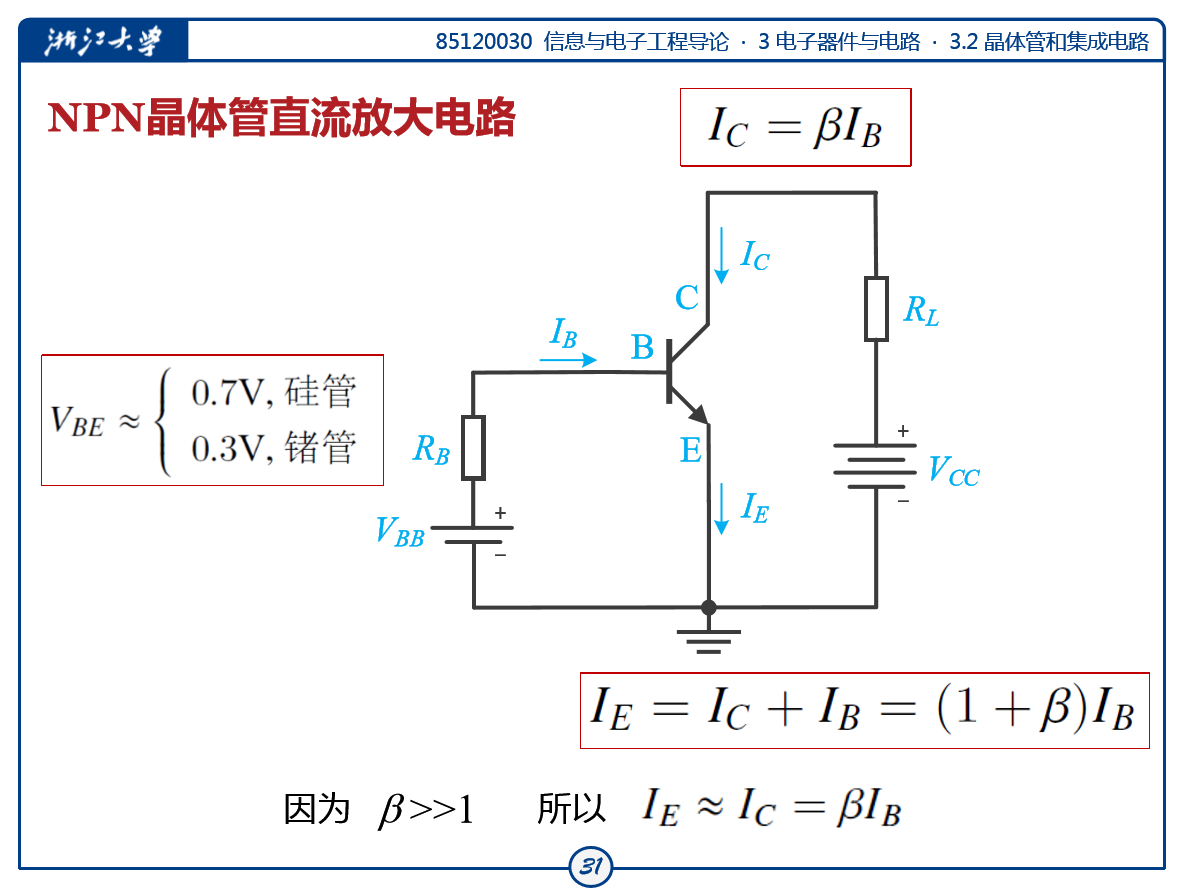 浙江大学
85120030 信息与电子工程导论 · 3 电子器件与电路 · 3.2 晶体管和集成电路
NPN晶体管直流放大电路
I_C = βI_B
I_C
C
R_L
I_B
B
V_BE ≈ { 0.7V, 硅管
0.3V, 锗管
R_B
E
+
V_CC
−
I_E
+
V_BB
−
I_E = I_C + I_B = (1 + β)I_B
因为 β>>1 所以 I_E ≈ I_C = βI_B
31